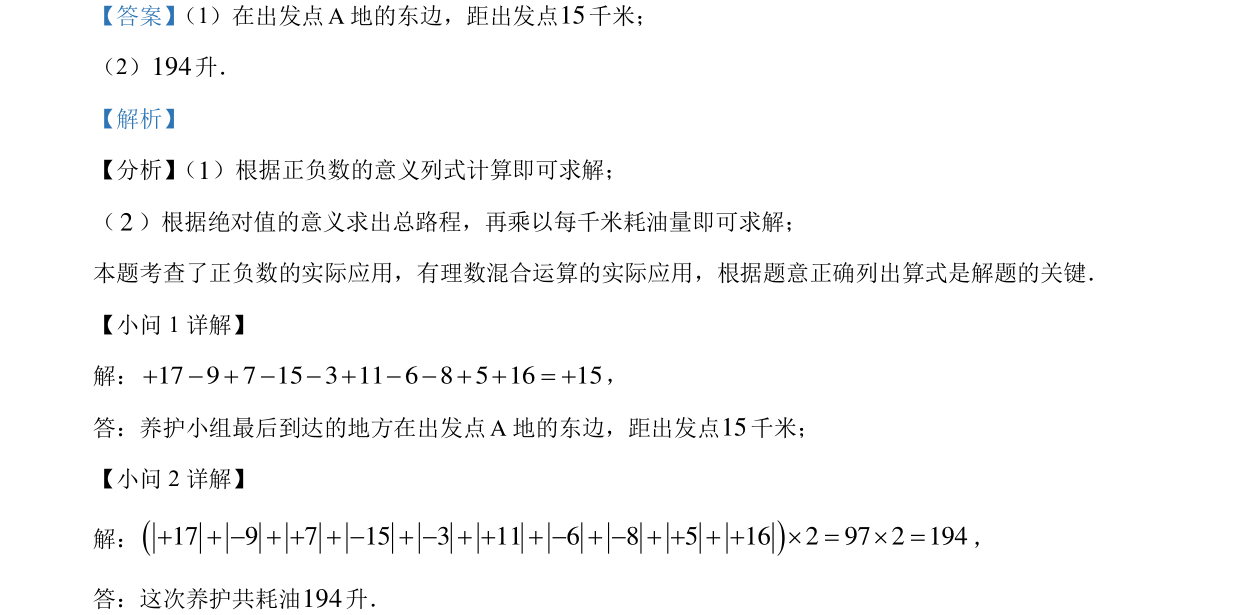 【答案】(1)在出发点A地的东边,距出发点15千米;
(2)194升.
【解析】
【分析】(1)根据正负数的意义列式计算即可求解;
(2)根据绝对值的意义求出总路程,再乘以每千米耗油量即可求解;
本题考查了正负数的实际应用,有理数混合运算的实际应用,根据题意正确列出算式是解题的关键.
【小问1详解】
解:+17−9+7−15−3+11−6−8+5+16=+15,
答:养护小组最后到达的地方在出发点A地的东边,距出发点15千米;
【小问2详解】
解:(|+17|+|−9|+|+7|+|−15|+|−3|+|+11|+|−6|+|−8|+|+5|+|+16|)×2=97×2=194,
答:这次养护共耗油194升.